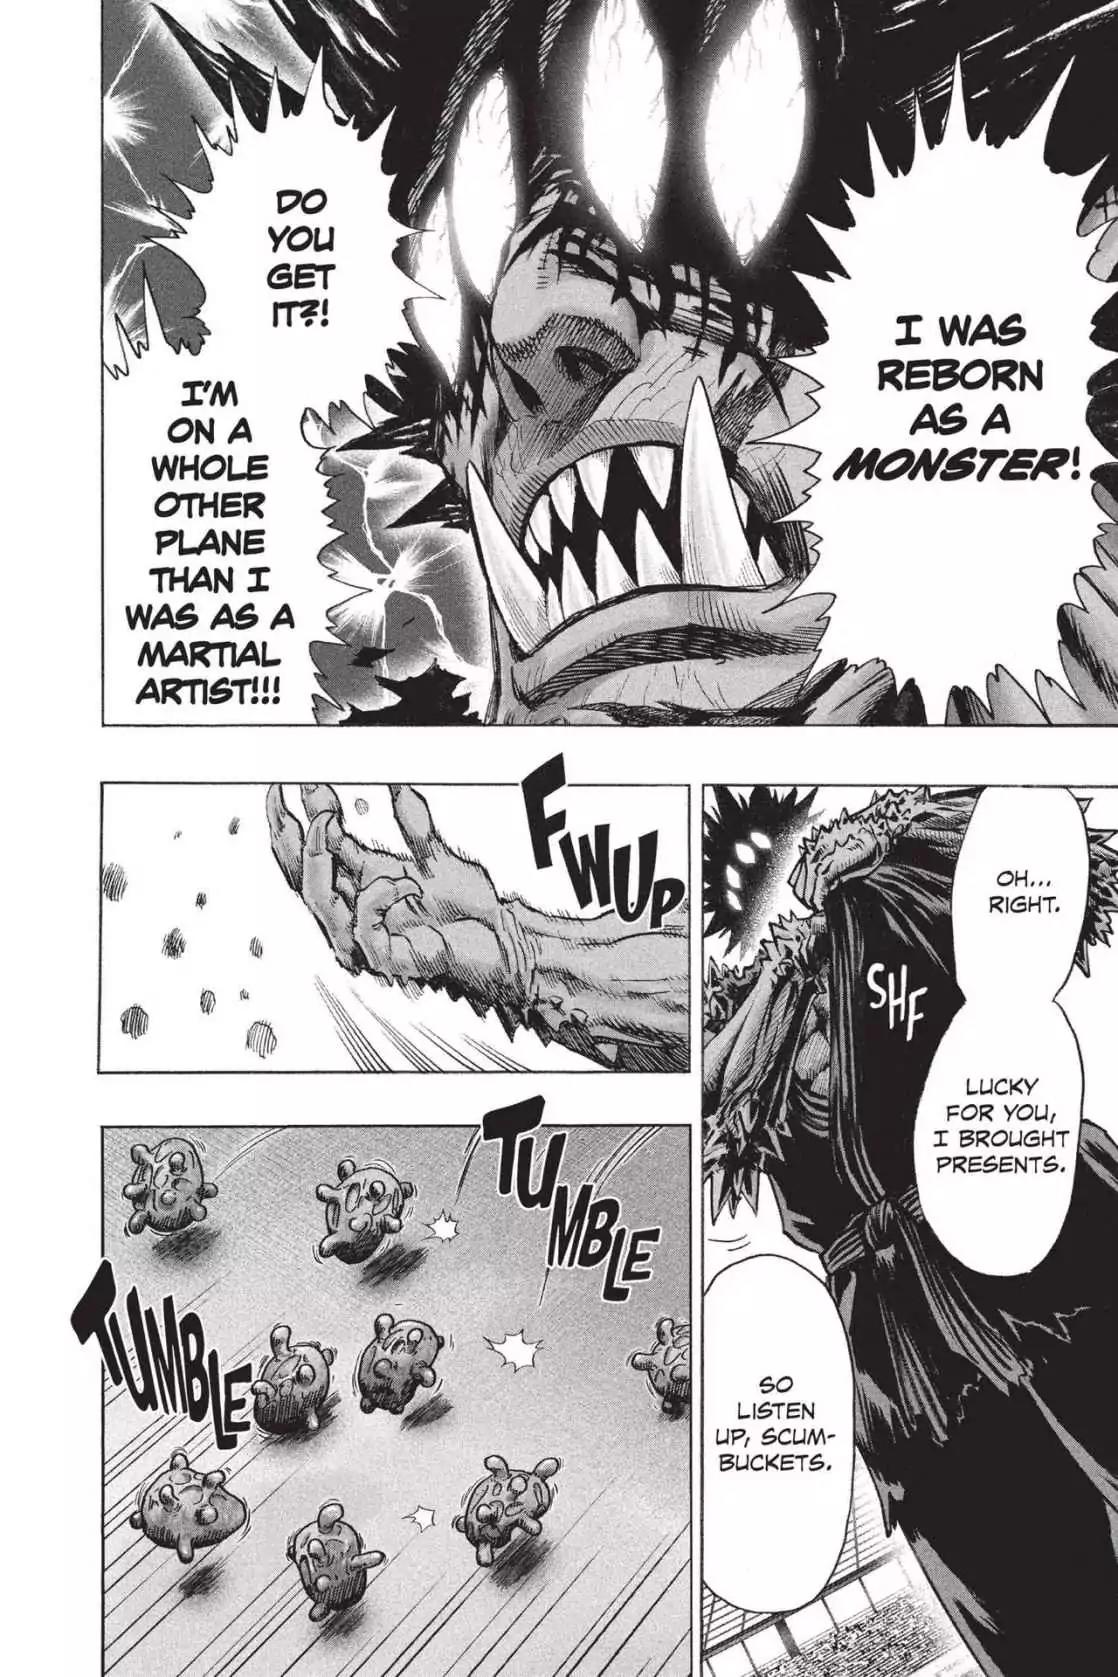 I WAS
REBORN
AS A
MONSTER!
DO
YOU
GET
IT?!
I'M
ON A
WHOLE
OTHER
PLANE
THAN I
WAS AS A
MARTIAL
ARTIST!!!
OH...
RIGHT.
SHF
LUCKY
FOR YOU,
I BROUGHT
PRESENTS.
SO
LISTEN
UP, SCUM-
BUCKETS.
FWUP
TUMBLE
TUMBLE